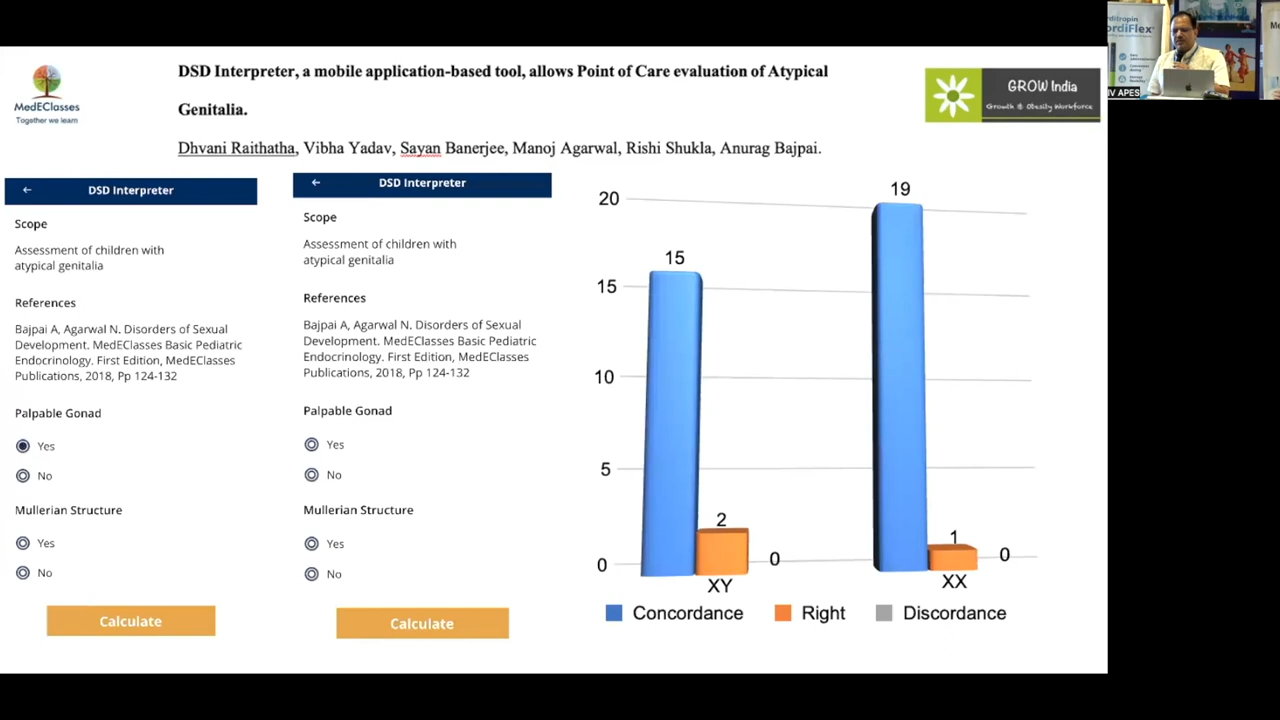 DSD Interpreter, a mobile application-based tool, allows Point of Care evaluation of Atypical
Genitalia.
Dhvani Raithatha, Vibha Yadav, Sayan Banerjee, Manoj Agarwal, Rishi Shukla, Anurag Bajpai.
MedEClasses
Together we learn
GROW India
Growth & Obesity Workforce
DSD Interpreter
Scope
Assessment of children with
atypical genitalia
References
Bajpai A, Agarwal N. Disorders of Sexual
Development. MedEClasses Basic Pediatric
Endocrinology. First Edition, MedEClasses
Publications, 2018, Pp 124-132
Palpable Gonad
Yes
No
Mullerian Structure
Yes
No
Calculate
DSD Interpreter
Scope
Assessment of children with
atypical genitalia
References
Bajpai A, Agarwal N. Disorders of Sexual
Development. MedEClasses Basic Pediatric
Endocrinology. First Edition, MedEClasses
Publications, 2018, Pp 124-132
Palpable Gonad
Yes
No
Mullerian Structure
Yes
No
Calculate
20
15
10
5
0
15
2
0
19
1
0
XY
XX
Concordance
Right
Discordance
IV APES